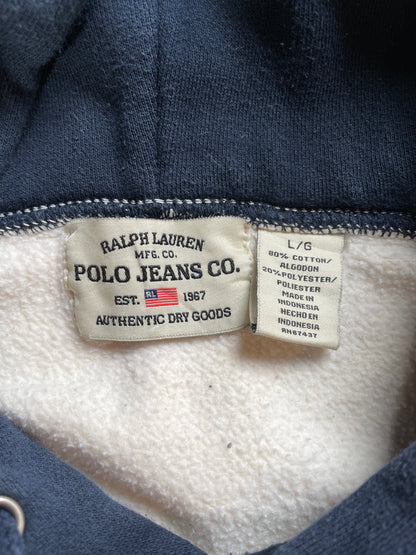 RALPH LAUREN
MFG. CO.
POLO JEANS CO.
EST. RL 1967
AUTHENTIC DRY GOODS
L/G
80% COTTON/
ALGODON
20% POLYESTER/
POLIESTER
MADE IN
INDONESIA
HECHO EN
INDONESIA
RN67437